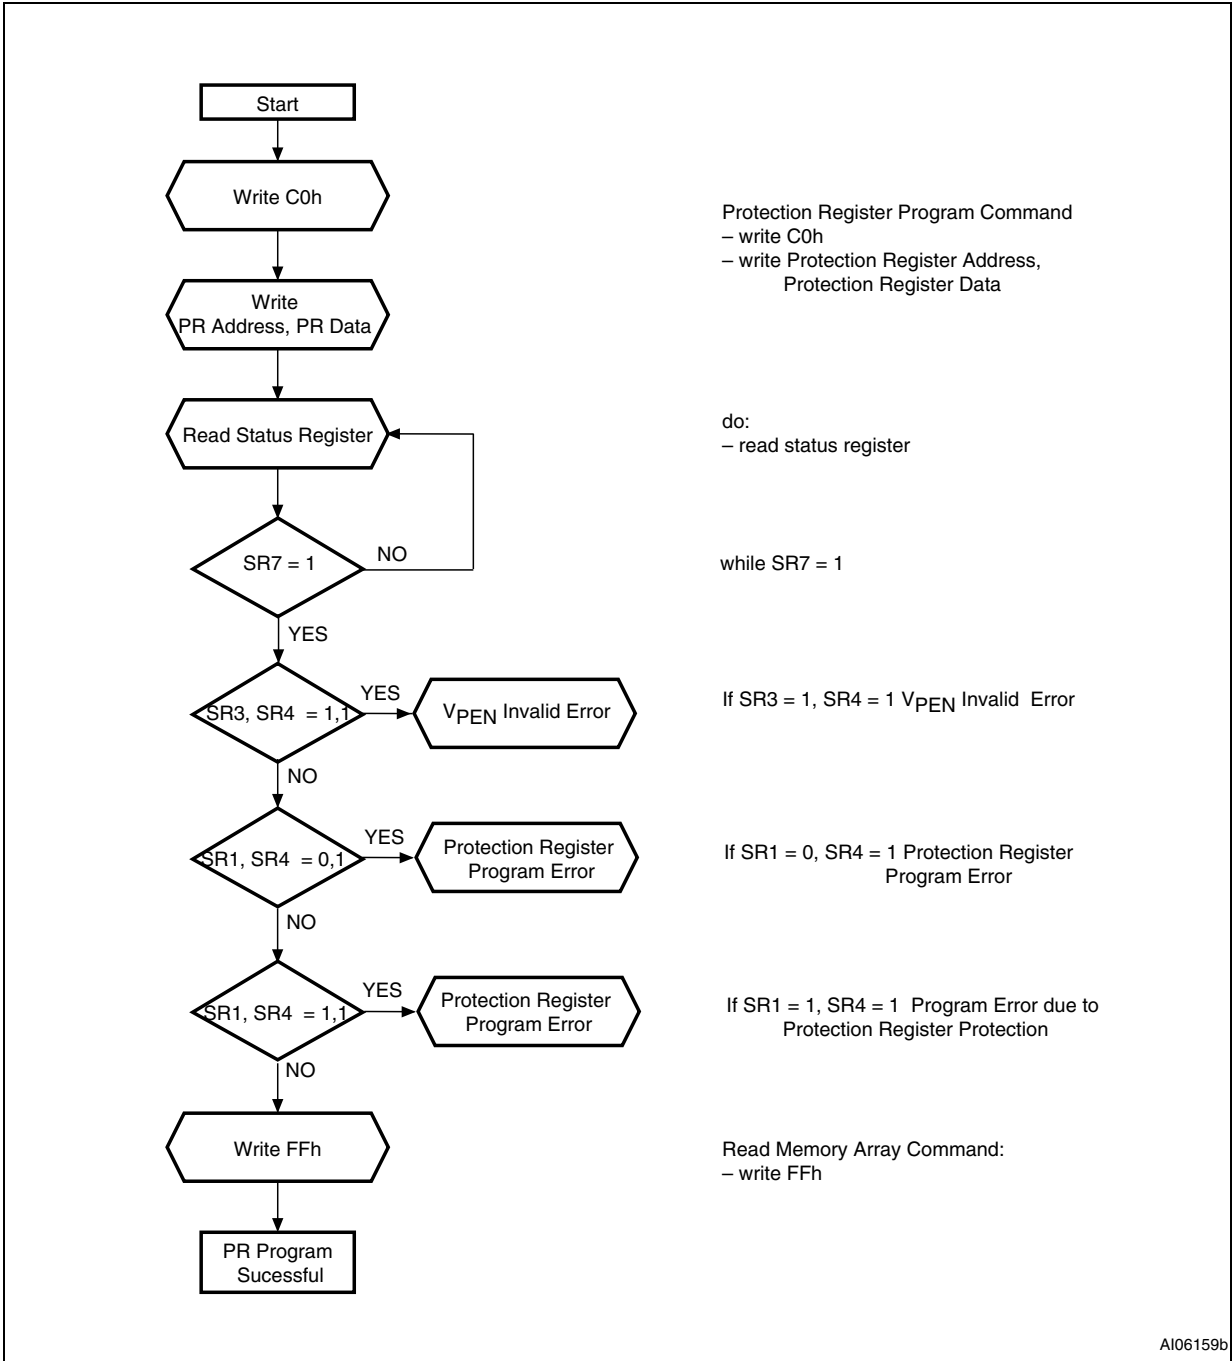 Start
Write C0h
Protection Register Program Command
– write C0h
– write Protection Register Address,
Protection Register Data
Write
PR Address, PR Data
Read Status Register
do:
– read status register
SR7 = 1
NO
while SR7 = 1
YES
SR3, SR4 = 1,1
YES
VPEN Invalid Error
If SR3 = 1, SR4 = 1 VPEN Invalid Error
NO
SR1, SR4 = 0,1
YES
Protection Register
Program Error
If SR1 = 0, SR4 = 1 Protection Register
Program Error
NO
SR1, SR4 = 1,1
YES
Protection Register
Program Error
If SR1 = 1, SR4 = 1 Program Error due to
Protection Register Protection
NO
Write FFh
Read Memory Array Command:
– write FFh
PR Program
Sucessful
AI06159b